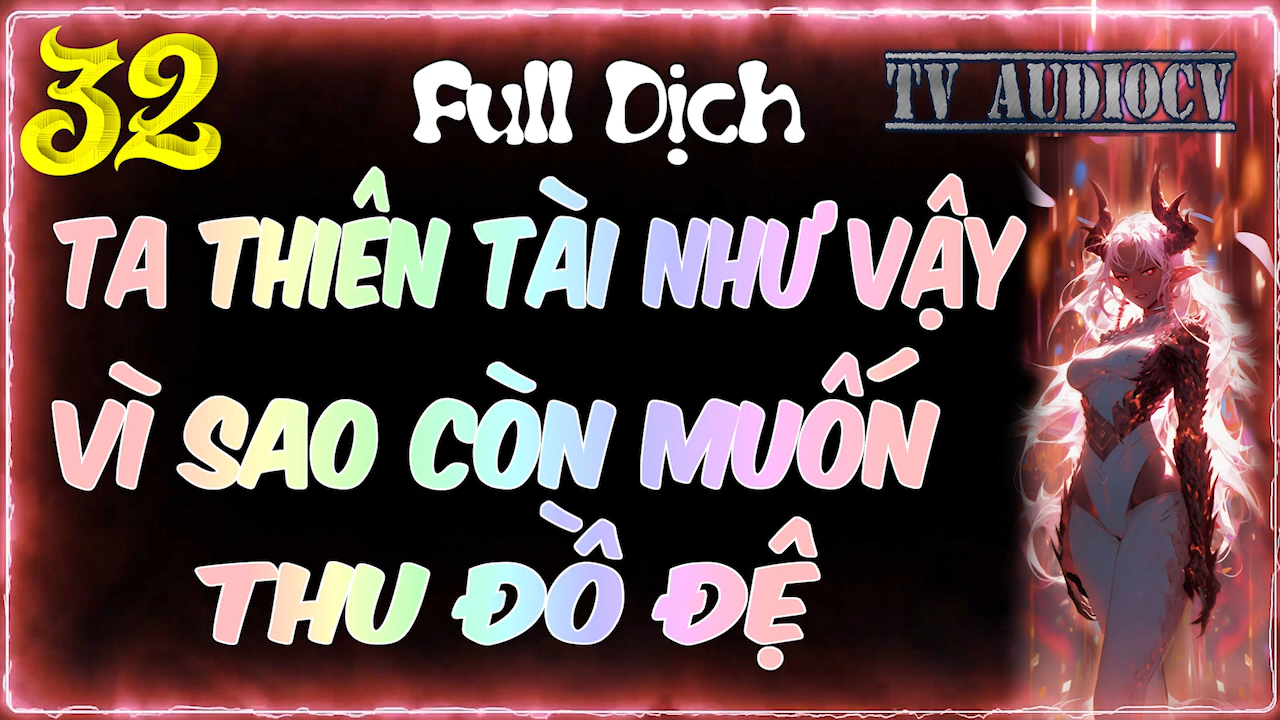 32
Full Dịch
TV AUDIOCV
TA THIÊN TÀI NHƯ VẬY
VÌ SAO CÒN MUỐN
THU ĐỒ ĐỆ